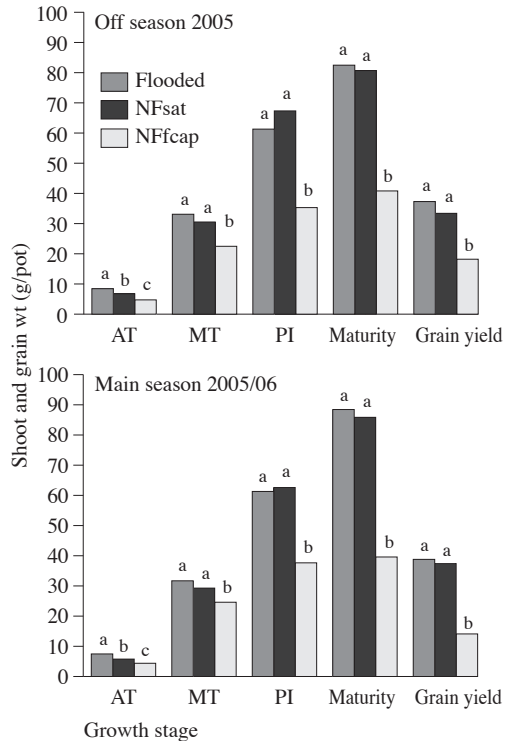 Shoot and grain wt (g/pot)
Off season 2005
Flooded
NFsat
NFfcap
100
90
80
70
60
50
40
30
20
10
0
a b c
a a b
a a b
a a b
a a b
AT MT PI Maturity Grain yield
Main season 2005/06
100
90
80
70
60
50
40
30
20
10
0
a b c
a a b
a a b
a a b
a a b
AT MT PI Maturity Grain yield
Growth stage